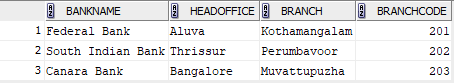 BANKNAME HEADOFFICE BRANCH BRANCHCODE
1 Federal Bank Aluva Kothamangalam 201
2 South Indian Bank Thrissur Perumbavoor 202
3 Canara Bank Bangalore Muvattupuzha 203